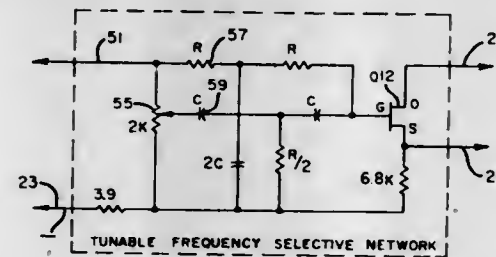 51
R
57
R
2
Q12
55
C
59
C
G
D
S
2K
2
2C
R/2
23
3.9
6.8K
TUNABLE FREQUENCY SELECTIVE NETWORK